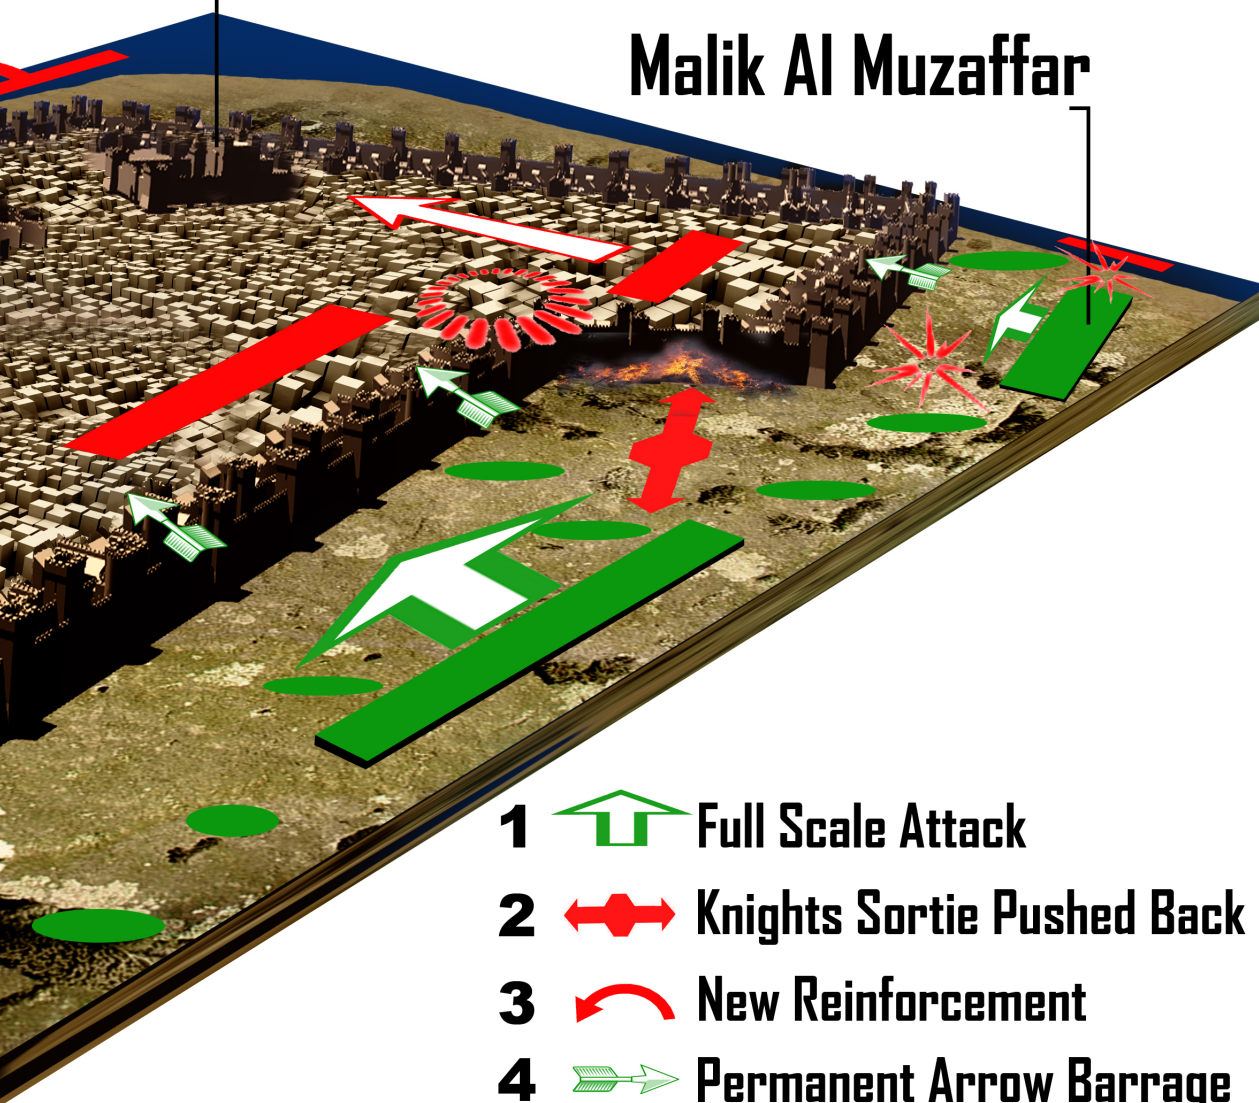 Malik Al Muzaffar
1 Full Scale Attack
2 Knights Sortie Pushed Back
3 New Reinforcement
4 Permanent Arrow Barrage